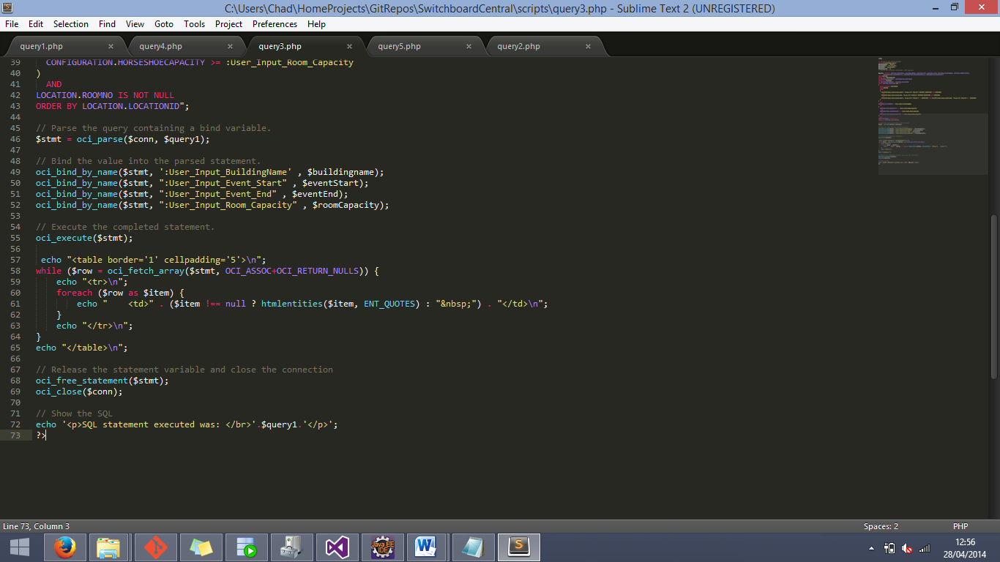 C:\Users\Chad\HomeProjects\GitRepos\SwitchboardCentral\scripts\query3.php - Sublime Text 2 (UNREGISTERED)
File Edit Selection Find View Goto Tools Project Preferences Help
query1.php × query4.php × query3.php × query5.php × query2.php ×
39 CONFIGURATION.HORSESHOECAPACITY >= :User_Input_Room_Capacity
40 )
41 AND
42 LOCATION.ROOMNO IS NOT NULL
43 ORDER BY LOCATION.LOCATIONID";
44
45 // Parse the query containing a bind variable.
46 $stmt = oci_parse($conn, $query1);
47
48 // Bind the value into the parsed statement.
49 oci_bind_by_name($stmt, ':User_Input_BuildingName' , $buildingname);
50 oci_bind_by_name($stmt, ":User_Input_Event_Start" , $eventStart);
51 oci_bind_by_name($stmt, ":User_Input_Event_End" , $eventEnd);
52 oci_bind_by_name($stmt, ":User_Input_Room_Capacity" , $roomCapacity);
53
54 // Execute the completed statement.
55 oci_execute($stmt);
56
57 echo "<table border='1' cellpadding='5'>\n";
58 while ($row = oci_fetch_array($stmt, OCI_ASSOC+OCI_RETURN_NULLS)) {
59 echo "<tr>\n";
60 foreach ($row as $item) {
61 echo "    <td>" . ($item !== null ? htmlentities($item, ENT_QUOTES) : "&nbsp;") . "</td>\n";
62 }
63 echo "</tr>\n";
64 }
65 echo "</table>\n";
66
67 // Release the statement variable and close the connection
68 oci_free_statement($stmt);
69 oci_close($conn);
70
71 // Show the SQL
72 echo '<p>SQL statement executed was: </br>'.$query1.'</p>';
73 ?>
Line 73, Column 3 Spaces: 2 PHP
Java EE IDE
12:56
28/04/2014